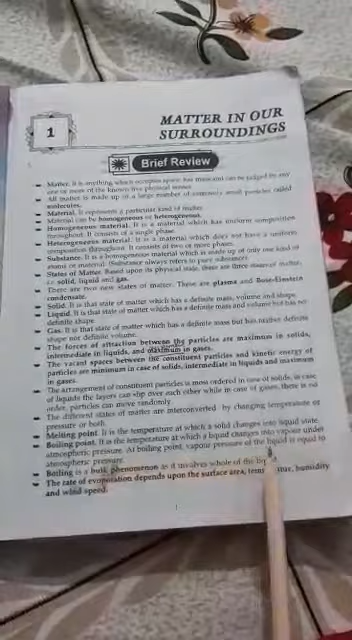 1
MATTER IN OUR
SURROUNDINGS
Brief Review
Matter. It is anything which occupies space, has mass and can be judged by any
one or more of the known five physical senses.
All matter is made up of a large number of extremely small particles called
molecules.
Material. It represents a particular kind of matter.
Material can be homogeneous or heterogeneous.
Homogeneous material. It is a material which has uniform composition
throughout. It consists of a single phase.
Heterogeneous material. It is a material which does not have a uniform
composition throughout. It consists of two or more phases.
Substance. It is a homogeneous material which is made up of only one kind of
atoms or material. Substance always refers to pure substances.
States of Matter. Based upon its physical state, there are three states of matter,
i.e. solid, liquid and gas.
There are two new states of matter. These are plasma and Bose-Einstein
condensate.
Solid. It is that state of matter which has a definite mass, volume and shape.
Liquid. It is that state of matter which has a definite mass and volume but has no
definite shape.
Gas. It is that state of matter which has a definite mass but has neither definite
shape nor definite volume.
The forces of attraction between the particles are maximum in solids,
intermediate in liquids, and maximum in gases.
The vacant spaces between the constituent particles and kinetic energy of
particles are minimum in case of solids, intermediate in liquids and maximum
in gases.
The arrangement of constituent particles is most ordered in case of solids, in case
of liquids the layers can slip over each other while in case of gases, there is no
order, particles can move randomly.
The different states of matter are interconverted by changing temperature or
pressure or both.
Melting point. It is the temperature at which a solid changes into liquid state.
Boiling point. It is the temperature at which a liquid changes into vapour under
atmospheric pressure. At boiling point, vapour pressure of the liquid is equal to
atmospheric pressure.
Boiling is a bulk phenomenon as it involves whole of the
The rate of evaporation depends upon the surface area, humidity
and wind speed.
1